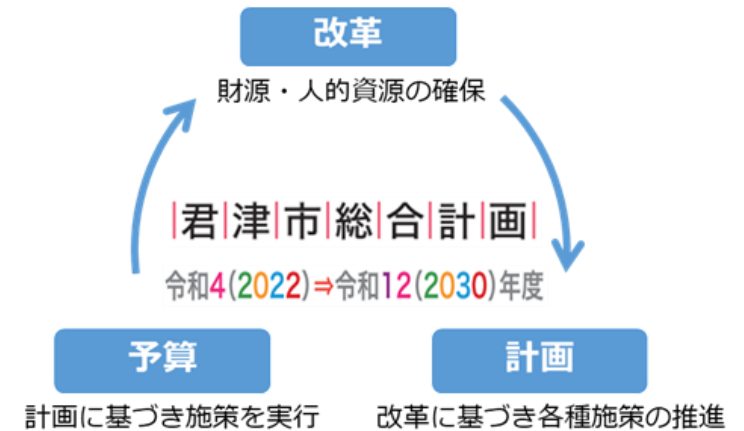 改革
財源・人的資源の確保
|君|津|市|総|合|計|画|
令和4(2022)⇒令和12(2030)年度
予算
計画に基づき施策を実行
計画
改革に基づき各種施策の推進